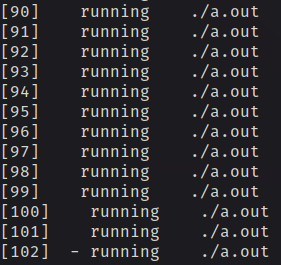 [90]    running    ./a.out
[91]    running    ./a.out
[92]    running    ./a.out
[93]    running    ./a.out
[94]    running    ./a.out
[95]    running    ./a.out
[96]    running    ./a.out
[97]    running    ./a.out
[98]    running    ./a.out
[99]    running    ./a.out
[100]    running    ./a.out
[101]    running    ./a.out
[102]  - running    ./a.out